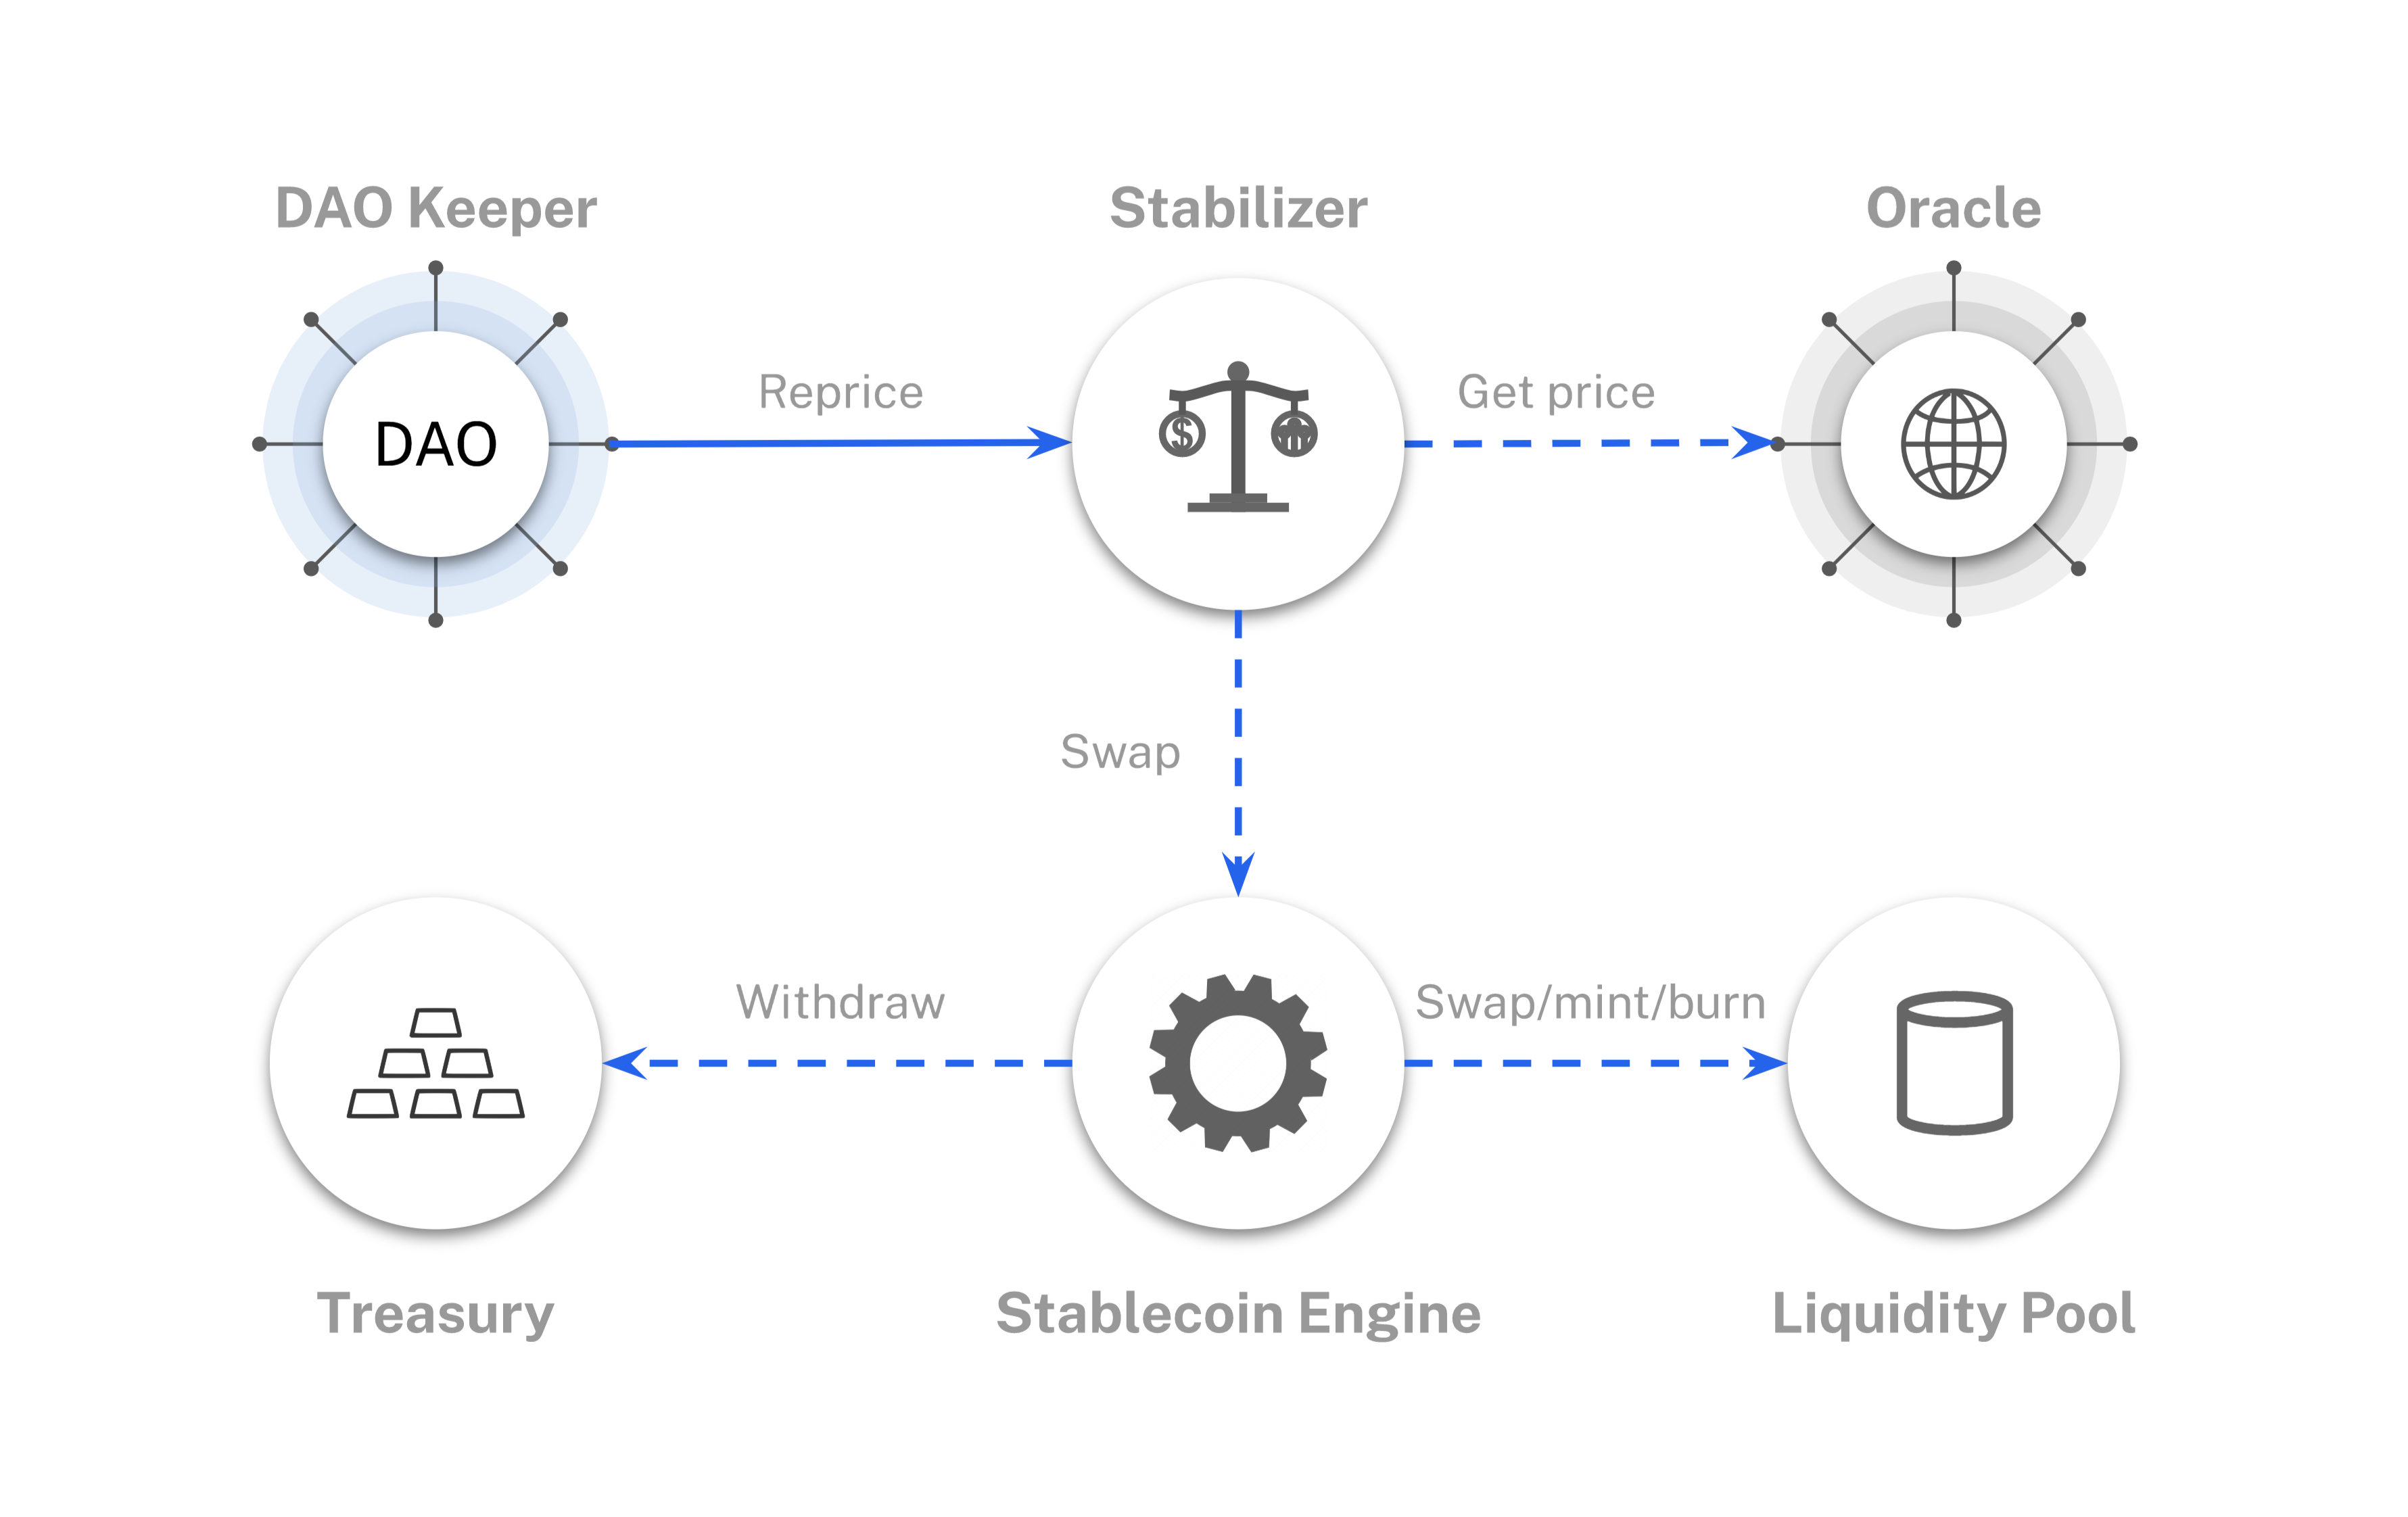 DAO Keeper
Stabilizer
Oracle
DAO
Reprice
$
Get price
Swap
Withdraw
Swap/mint/burn
Treasury
Stablecoin Engine
Liquidity Pool